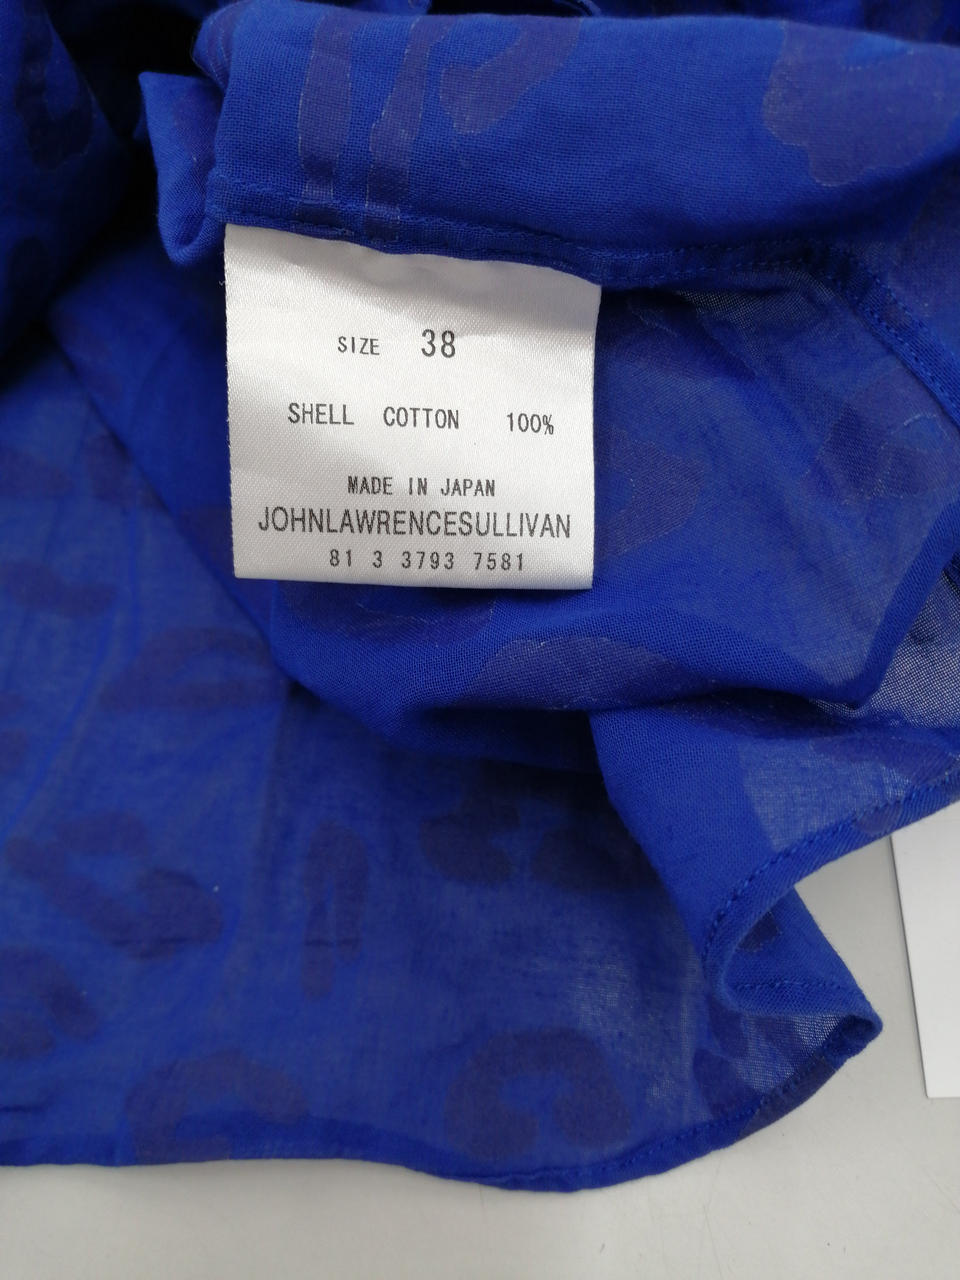 SIZE 38
SHELL COTTON 100%
MADE IN JAPAN
JOHNLAWRENCESULLIVAN
81 3 3793 7581